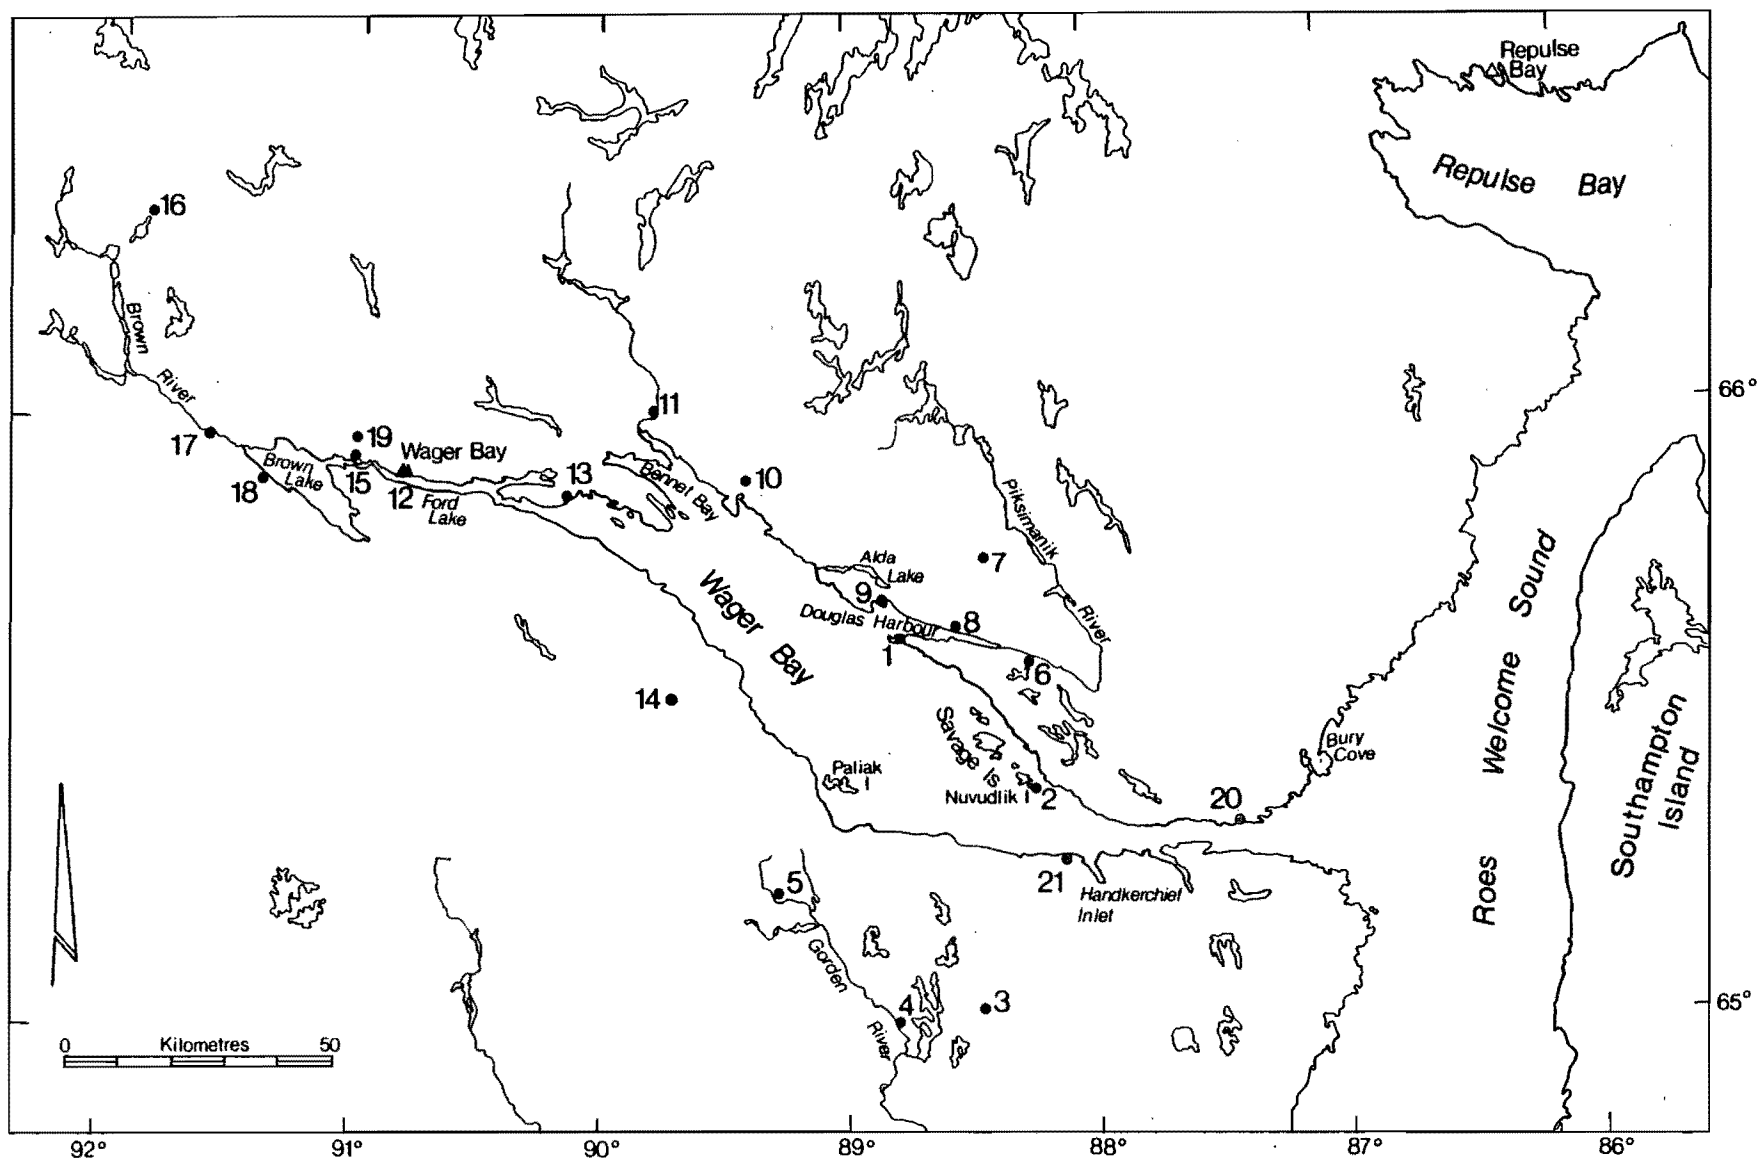 Repulse
Bay
Repulse Bay
16
Brown
River
66°
11
17
19
Wager Bay
Brown
Lake
15
12
13
Bennet Bay
10
18
Ford
Lake
Piksimanik
River
7
Alda
Lake
9
Douglas Harbour
8
1
6
Wager
Bay
14
Savage Is
Roes Welcome Sound
Southampton
Island
Bury
Cove
Paliak
I
Nuvudlik I
2
20
21
Handkerchief
Inlet
5
Gorden
River
4
3
65°
0 Kilometres 50
92° 91° 90° 89° 88° 87° 86°